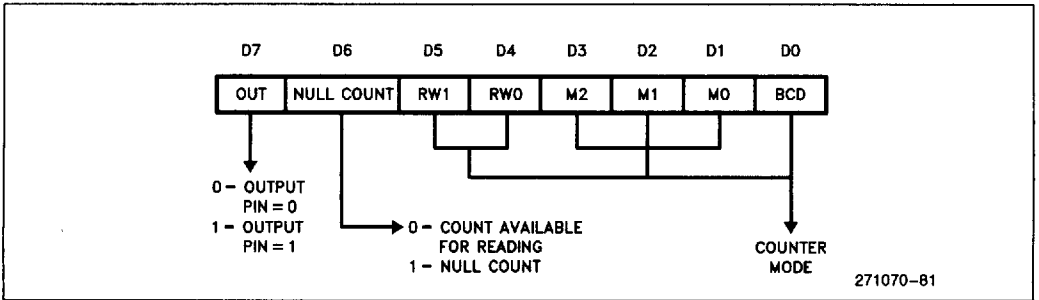 D7 D6 D5 D4 D3 D2 D1 D0
OUT NULL COUNT RW1 RW0 M2 M1 M0 BCD
0 – OUTPUT
PIN = 0
1 – OUTPUT
PIN = 1
0 – COUNT AVAILABLE
FOR READING
1 – NULL COUNT
COUNTER
MODE
271070–81